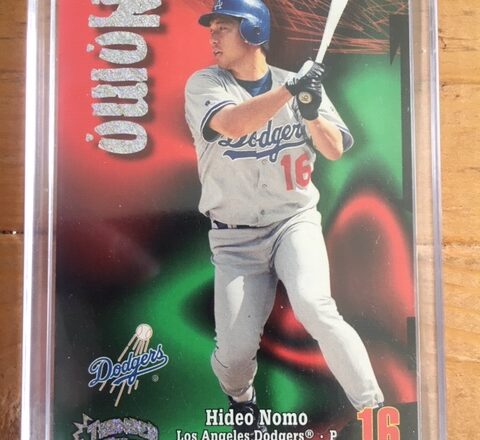 NOMO
Dodgers
16
Dodgers®
Hideo Nomo
Los Angeles Dodgers® · P
16